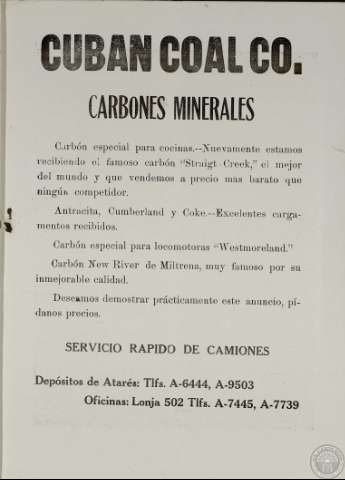 CUBAN COAL CO.
CARBONES MINERALES
Carbón especial para cocinas.--Nuevamente estamos
recibiendo el famoso carbón "Straigt Creek," el mejor
del mundo y que vendemos a precio mas barato que
ningún competidor.
Antracita, Cumberland y Coke.--Excelentes carga-
mentos recibidos.
Carbón especial para locomotoras "Westmoreland."
Carbón New River de Miltrena, muy famoso por su
inmejorable calidad.
Deseamos demostrar prácticamente este anuncio, pí-
danos precios.
SERVICIO RAPIDO DE CAMIONES
Depósitos de Atarés: Tlfs. A-6444, A-9503
Oficinas: Lonja 502 Tlfs. A-7445, A-7739